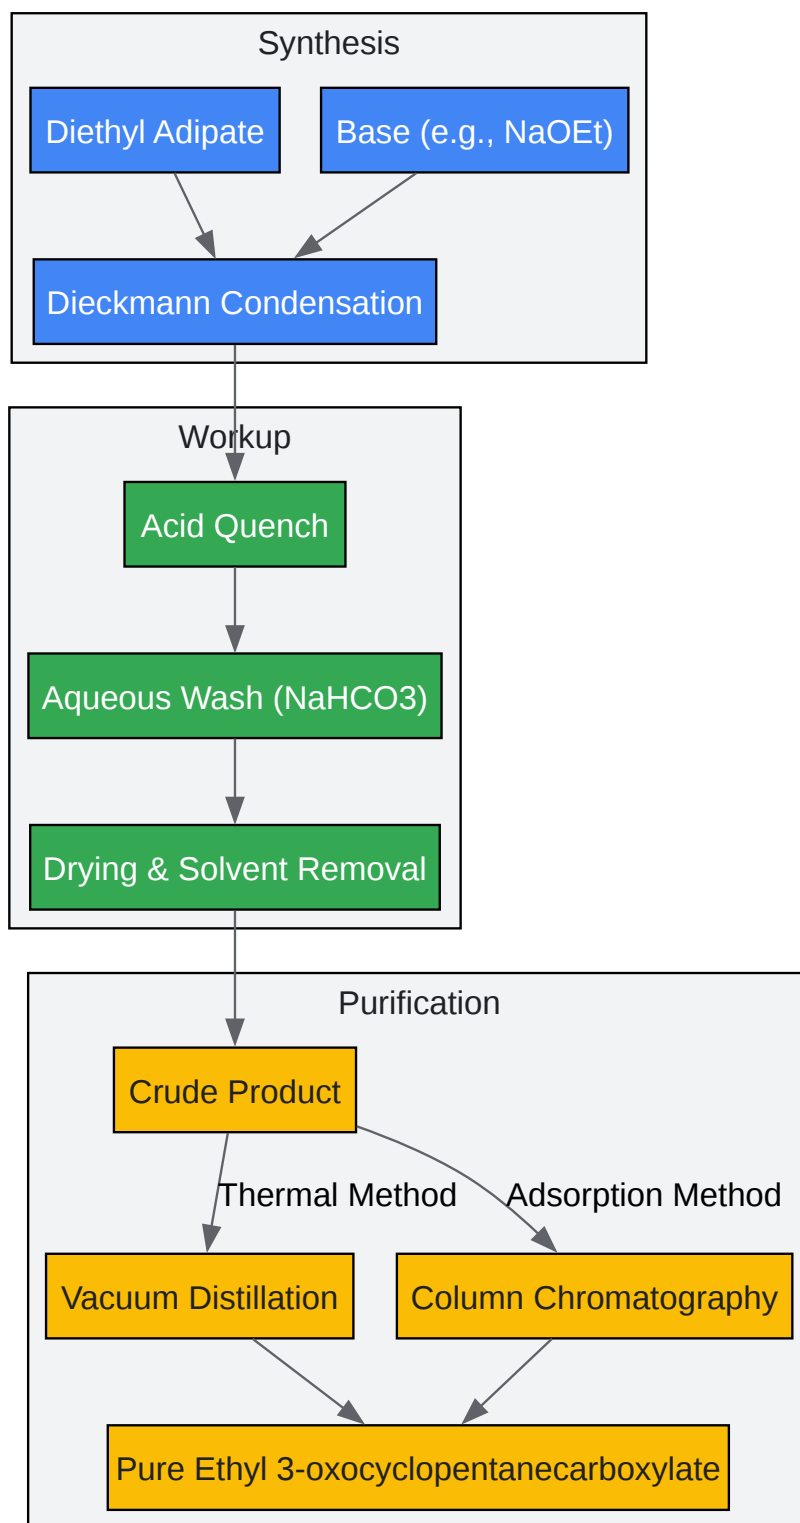 Synthesis
Diethyl Adipate
Base (e.g., NaOEt)
Dieckmann Condensation
Workup
Acid Quench
Aqueous Wash (NaHCO3)
Drying & Solvent Removal
Purification
Crude Product
Thermal Method
Adsorption Method
Vacuum Distillation
Column Chromatography
Pure Ethyl 3-oxocyclopentanecarboxylate